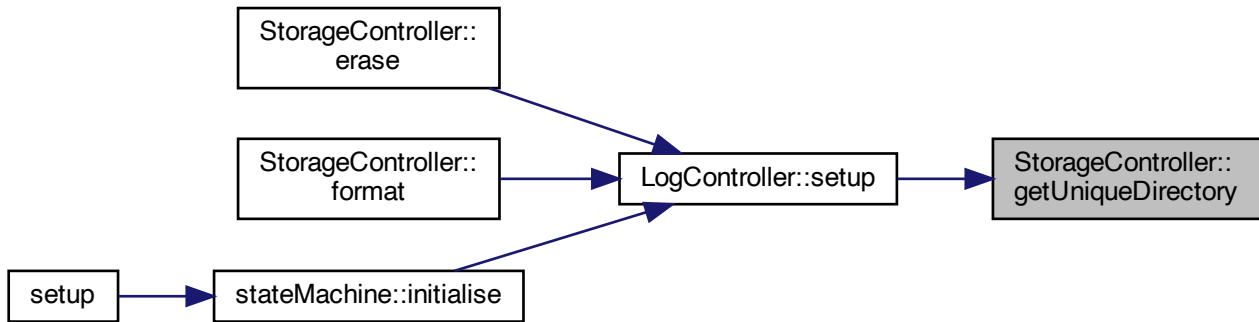 StorageController::
erase
StorageController::
format
LogController::setup
StorageController::
getUniqueDirectory
setup
stateMachine::initialise